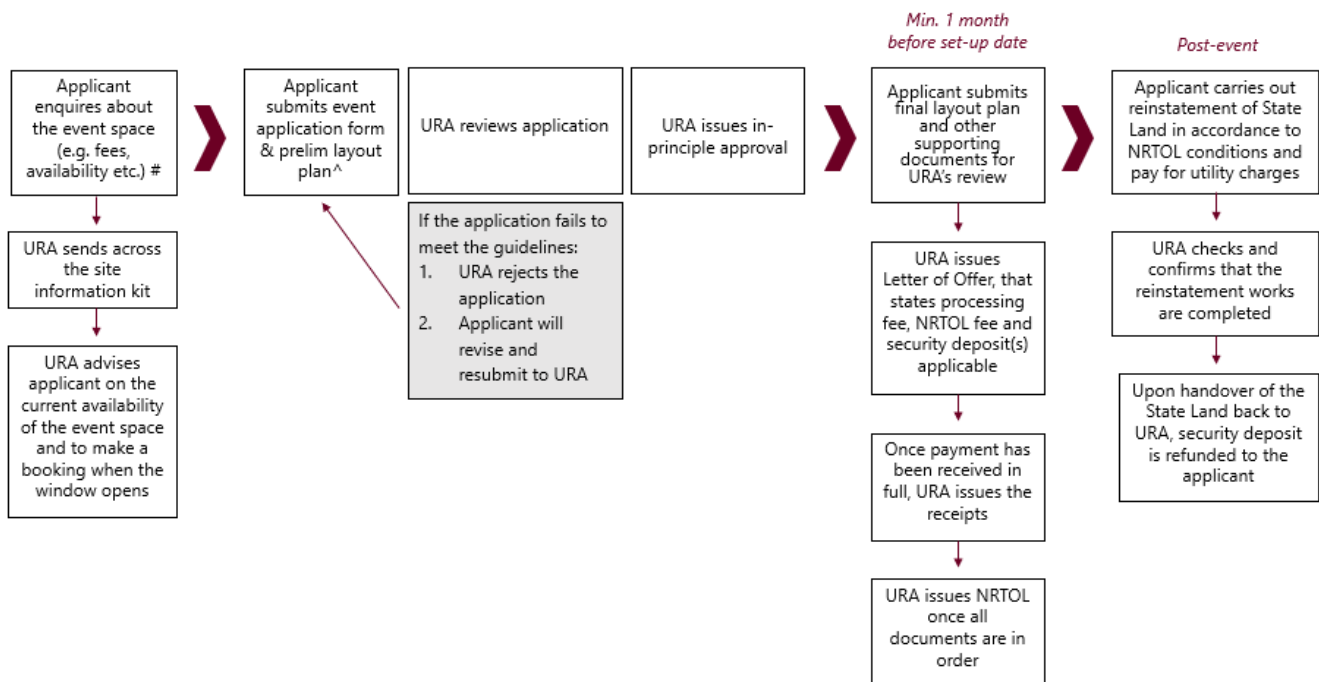 Min. 1 month
before set-up date
Post-event
Applicant
enquires about
the event space
(e.g. fees,
availability etc.) #
URA sends across
the site
information kit
URA advises
applicant on the
current availability
of the event space
and to make a
booking when the
window opens
Applicant
submits event
application form
& prelim layout
plan^
URA reviews application
If the application fails to
meet the guidelines:
1. URA rejects the
application
2. Applicant will
revise and
resubmit to URA
URA issues in-
principle approval
Applicant submits
final layout plan
and other
supporting
documents for
URA's review
URA issues
Letter of Offer, that
states processing
fee, NRTOL fee and
security deposit(s)
applicable
Once payment has
been received in
full, URA issues the
receipts
URA issues NRTOL
once all
documents are in
order
Applicant carries out
reinstatement of State
Land in accordance to
NRTOL conditions and
pay for utility charges
URA checks and
confirms that the
reinstatement works
are completed
Upon handover of the
State Land back to
URA, security deposit
is refunded to the
applicant